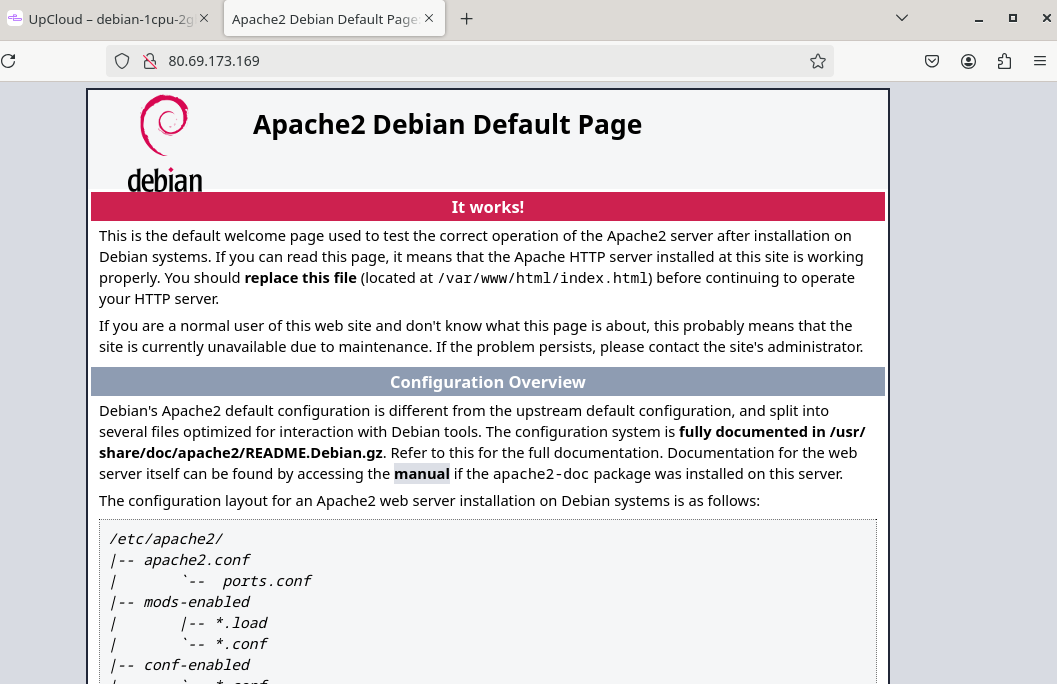 UpCloud – debian-1cpu-2g
Apache2 Debian Default Page
80.69.173.169
debian
Apache2 Debian Default Page
It works!
This is the default welcome page used to test the correct operation of the Apache2 server after installation on
Debian systems. If you can read this page, it means that the Apache HTTP server installed at this site is working
properly. You should replace this file (located at /var/www/html/index.html) before continuing to operate
your HTTP server.
If you are a normal user of this web site and don't know what this page is about, this probably means that the
site is currently unavailable due to maintenance. If the problem persists, please contact the site's administrator.
Configuration Overview
Debian's Apache2 default configuration is different from the upstream default configuration, and split into
several files optimized for interaction with Debian tools. The configuration system is fully documented in /usr/
share/doc/apache2/README.Debian.gz. Refer to this for the full documentation. Documentation for the web
server itself can be found by accessing the manual if the apache2-doc package was installed on this server.
The configuration layout for an Apache2 web server installation on Debian systems is as follows:
/etc/apache2/
|-- apache2.conf
|       `--  ports.conf
|-- mods-enabled
|       |-- *.load
|       `-- *.conf
|-- conf-enabled
|       `-- *.conf